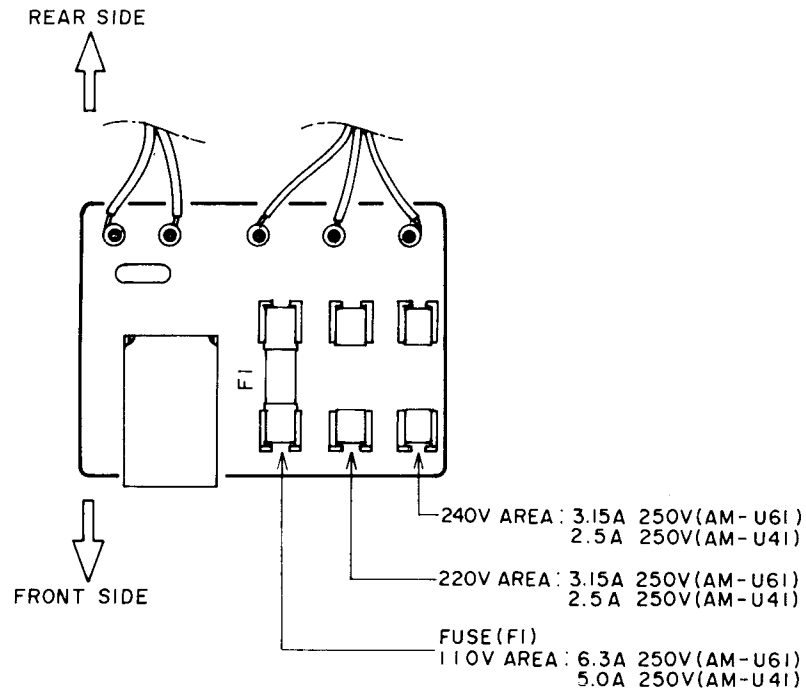 REAR SIDE
F1
240V AREA: 3.15A 250V(AM-U61)
2.5A 250V(AM-U41)
220V AREA: 3.15A 250V(AM-U61)
2.5A 250V(AM-U41)
FRONT SIDE
FUSE(F1)
110V AREA: 6.3A 250V(AM-U61)
5.0A 250V(AM-U41)